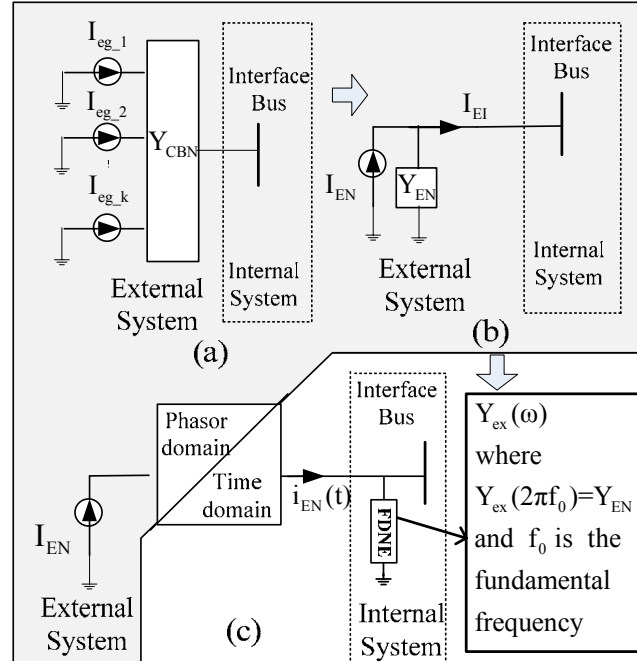 I_eg_1
I_eg_2
I_eg_k
Y_CBN
Interface
Bus
Internal
System
External
System
(a)
I_EN
Y_EN
I_EI
Interface
Bus
Internal
System
External
System
(b)
I_EN
Phasor
domain
Time
domain
i_EN(t)
Interface
Bus
FDNE
Internal
System
External
System
(c)
Y_ex(ω)
where
Y_ex(2πf_0)=Y_EN
and f_0 is the
fundamental
frequency